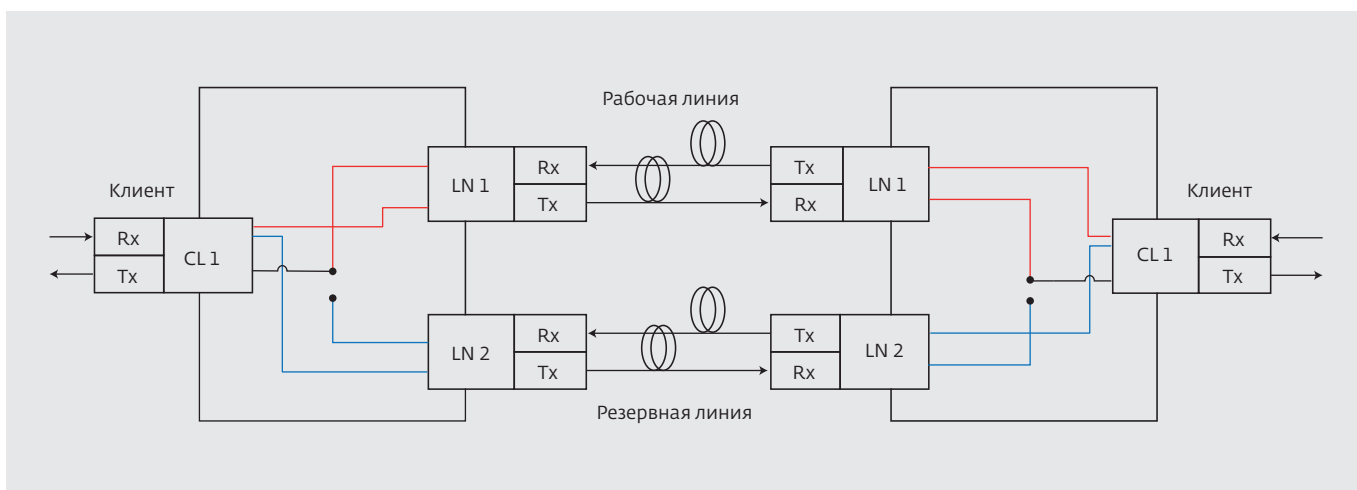 Рабочая линия
Клиент
Rx
Tx
CL 1
LN 1
Rx
Tx
Tx
Rx
LN 1
Клиент
CL 1
Rx
Tx
LN 2
Rx
Tx
Tx
Rx
LN 2
Резервная линия